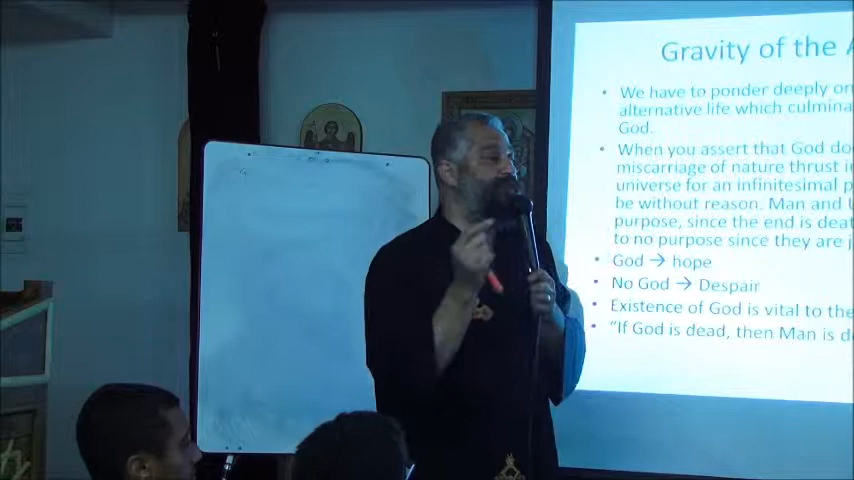 Gravity of the
• We have to ponder deeply on
alternative life which culmina
God.
• When you assert that God do
miscarriage of nature thrust i
universe for an infinitesimal p
be without reason. Man and U
purpose, since the end is deat
to no purpose since they are j
• God → hope
• No God → Despair
• Existence of God is vital to the
• "If God is dead, then Man is d